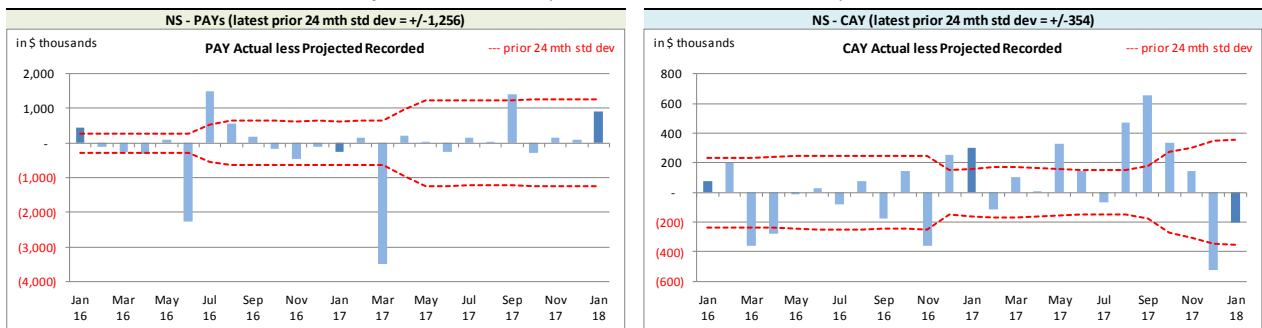 NS - PAYs (latest prior 24 mth std dev = +/-1,256)
in $ thousands
PAY Actual less Projected Recorded
--- prior 24 mth std dev
2,000
1,000
-
(1,000)
(2,000)
(3,000)
(4,000)
Jan Mar May Jul Sep Nov Jan Mar May Jul Sep Nov Jan
16 16 16 16 16 16 17 17 17 17 17 17 18
NS - CAY (latest prior 24 mth std dev = +/-354)
in $ thousands
CAY Actual less Projected Recorded
--- prior 24 mth std dev
800
600
400
200
-
(200)
(400)
(600)
Jan Mar May Jul Sep Nov Jan Mar May Jul Sep Nov Jan
16 16 16 16 16 16 17 17 17 17 17 17 18